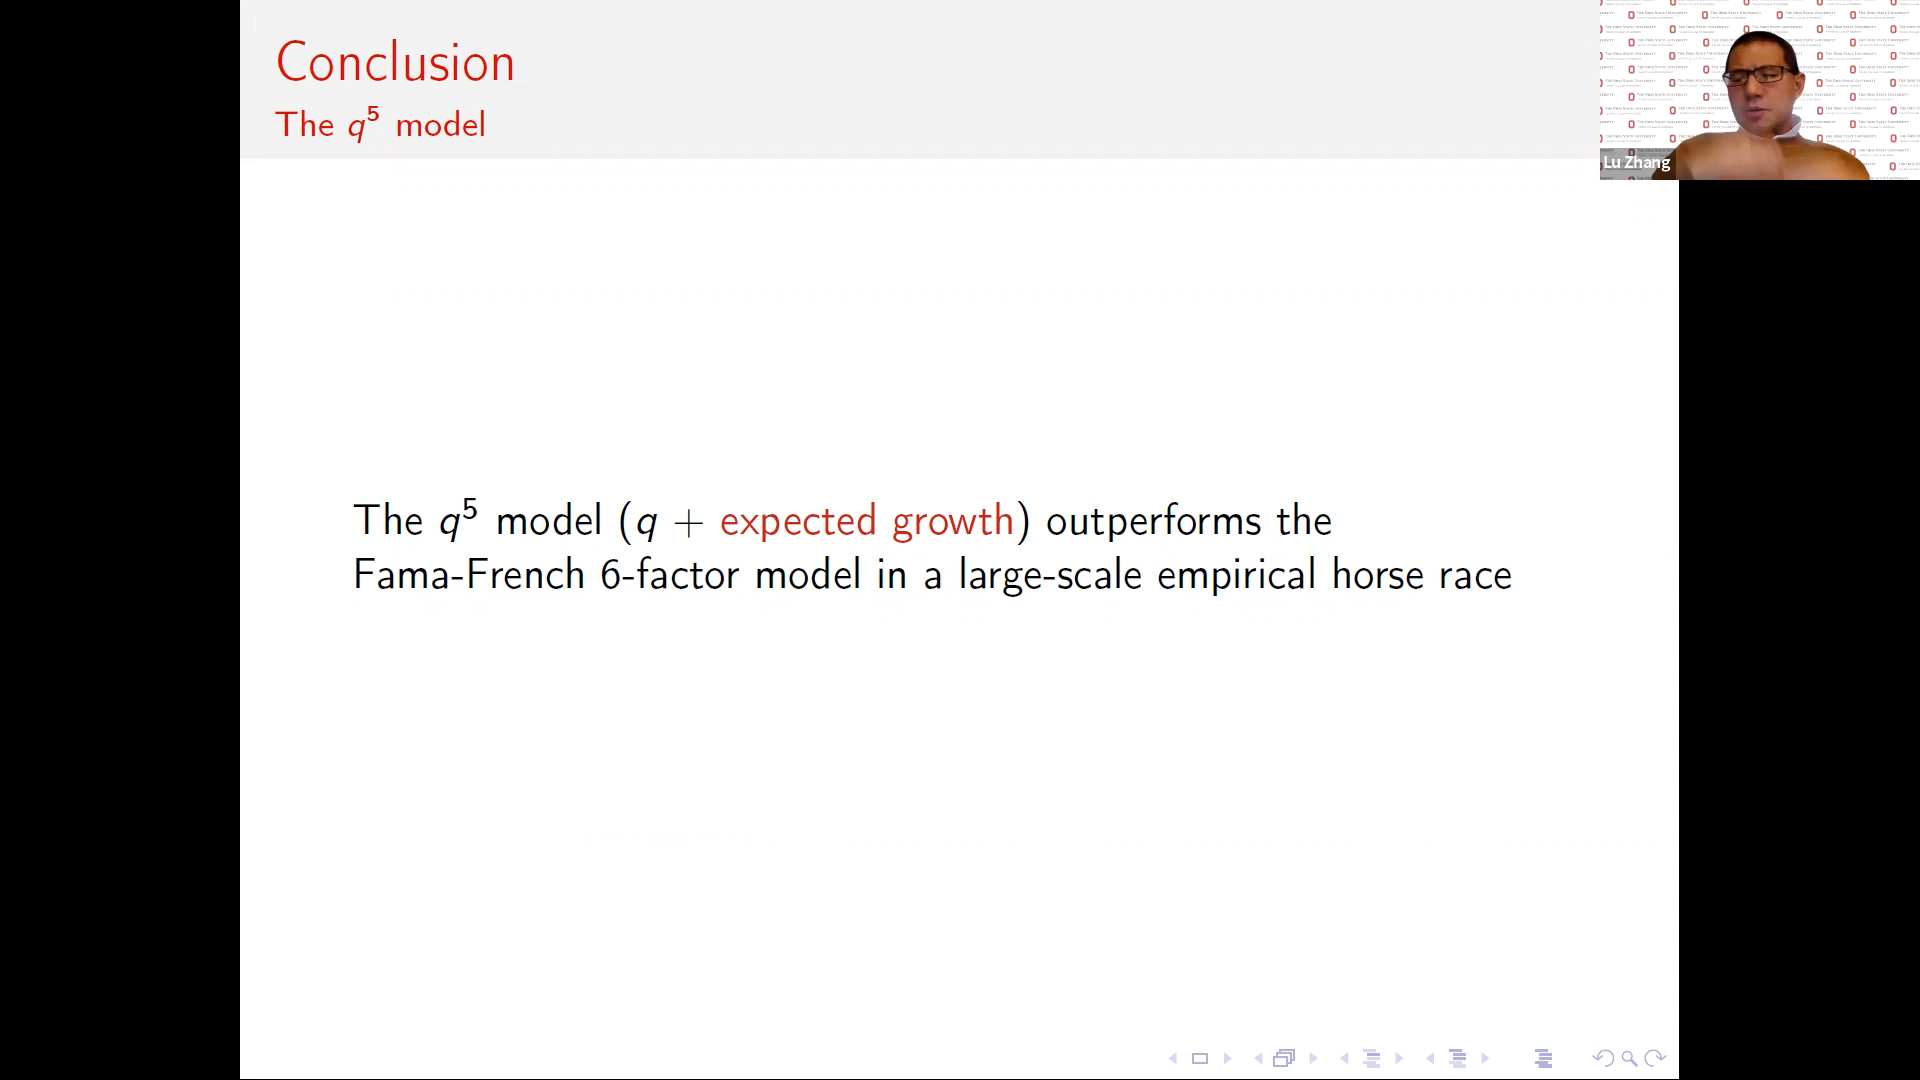 Conclusion
The q⁵ model
Lu Zhang
The q⁵ model (q + expected growth) outperforms the
Fama-French 6-factor model in a large-scale empirical horse race